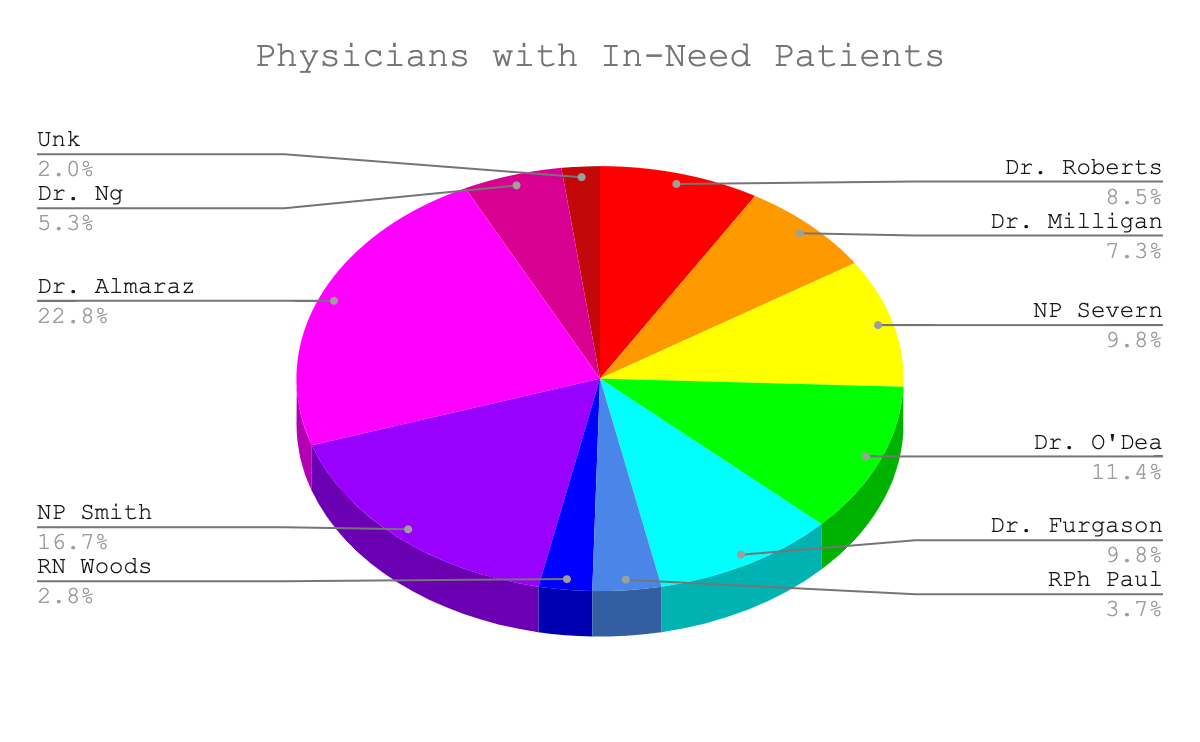 Physicians with In-Need Patients
Unk
2.0%
Dr. Ng
5.3%
Dr. Almaraz
22.8%
NP Smith
16.7%
RN Woods
2.8%
Dr. Roberts
8.5%
Dr. Milligan
7.3%
NP Severn
9.8%
Dr. O'Dea
11.4%
Dr. Furgason
9.8%
RPh Paul
3.7%